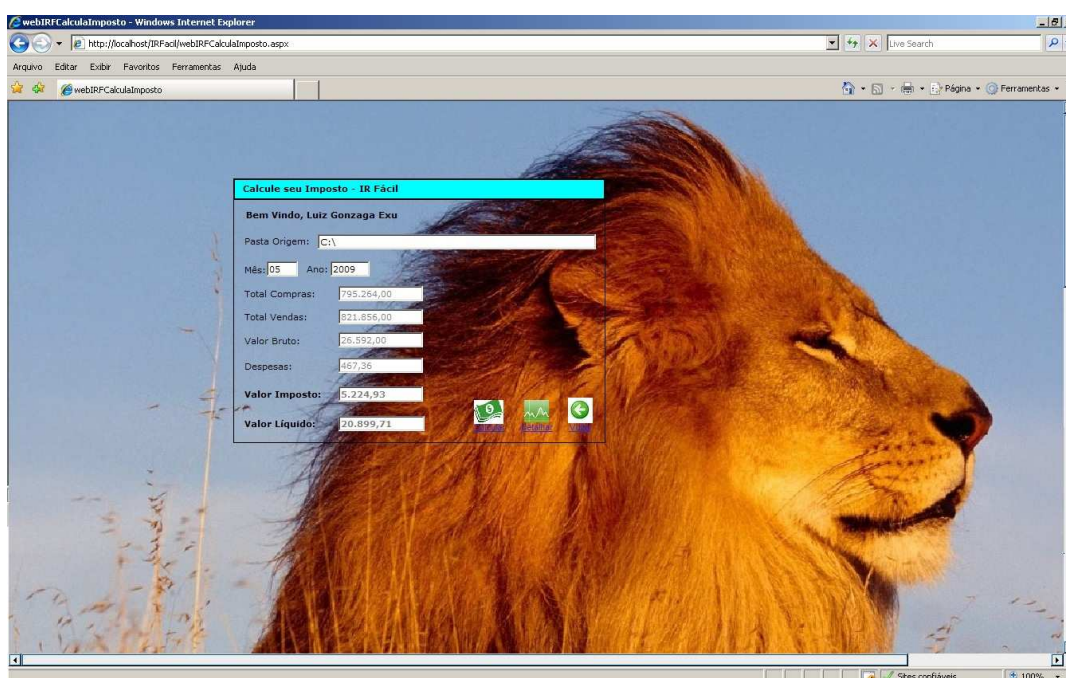 webIRFCalculaImposto - Windows Internet Explorer
http://localhost/IRFacil/webIRFCalculaImposto.aspx
Live Search
Arquivo Editar Exibir Favoritos Ferramentas Ajuda
webIRFCalculaImposto
Página Ferramentas
Calcule seu Imposto - IR Fácil
Bem Vindo, Luiz Gonzaga Exu
Pasta Origem: C:\
Mês: 05 Ano: 2009
Total Compras: 795.264,00
Total Vendas: 821.856,00
Valor Bruto: 26.592,00
Despesas: 467,36
Valor Imposto: 5.224,93
Valor Líquido: 20.899,71
Detalhar
Sites confiáveis 100%